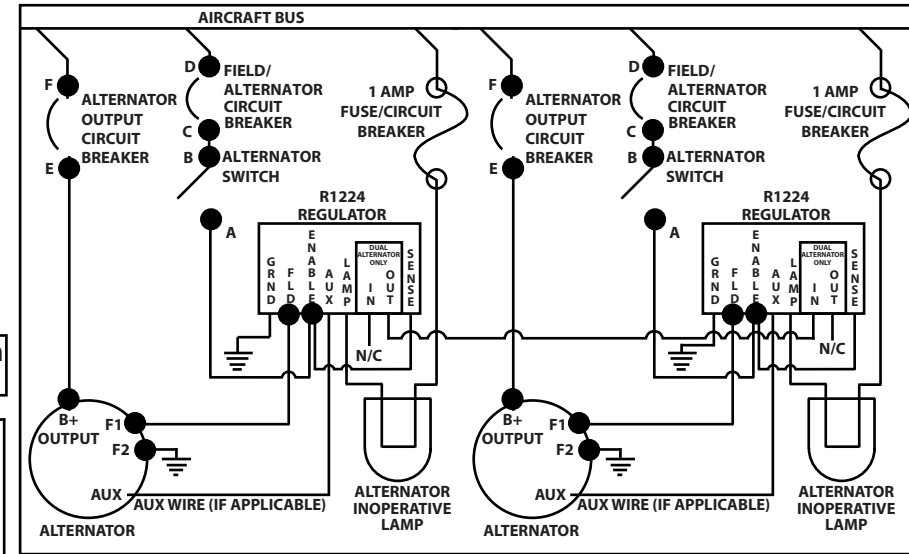 AIRCRAFT BUS
F
ALTERNATOR
OUTPUT
CIRCUIT
BREAKER
E
D
FIELD/
ALTERNATOR
CIRCUIT
BREAKER
C
B
ALTERNATOR
SWITCH
A
1 AMP
FUSE/CIRCUIT
BREAKER
R1224
REGULATOR
GRND
FLD
ENABLE
AUX
LAMP
DUAL
ALTERNATOR
ONLY
IN
OUT
SENSE
N/C
B+
OUTPUT
F1
F2
AUX
AUX WIRE (IF APPLICABLE)
ALTERNATOR
ALTERNATOR
INOPERATIVE
LAMP
F
ALTERNATOR
OUTPUT
CIRCUIT
BREAKER
E
D
FIELD/
ALTERNATOR
CIRCUIT
BREAKER
C
B
ALTERNATOR
SWITCH
A
1 AMP
FUSE/CIRCUIT
BREAKER
R1224
REGULATOR
GRND
FLD
ENABLE
AUX
LAMP
DUAL
ALTERNATOR
ONLY
IN
OUT
SENSE
N/C
B+
OUTPUT
F1
F2
AUX
AUX WIRE (IF APPLICABLE)
ALTERNATOR
ALTERNATOR
INOPERATIVE
LAMP